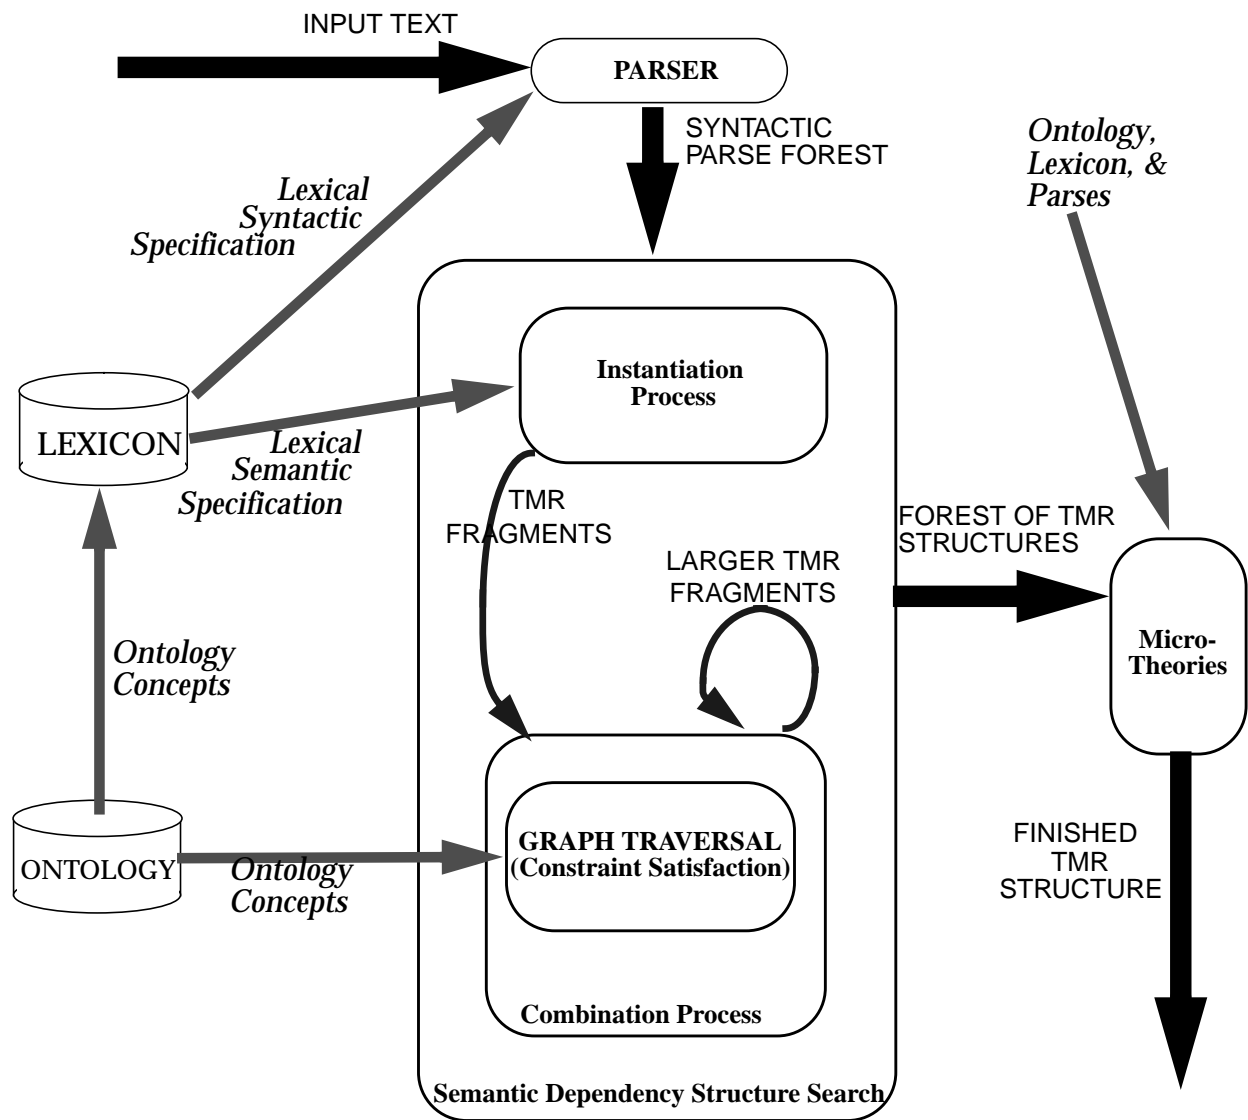 INPUT TEXT
PARSER
SYNTACTIC
PARSE FOREST
Ontology,
Lexicon, &
Parses
Lexical
Syntactic
Specification
Instantiation
Process
LEXICON
Lexical
Semantic
Specification
TMR
FRAGMENTS
FOREST OF TMR
STRUCTURES
LARGER TMR
FRAGMENTS
Micro-
Theories
Ontology
Concepts
GRAPH TRAVERSAL
(Constraint Satisfaction)
ONTOLOGY
Ontology
Concepts
FINISHED
TMR
STRUCTURE
Combination Process
Semantic Dependency Structure Search